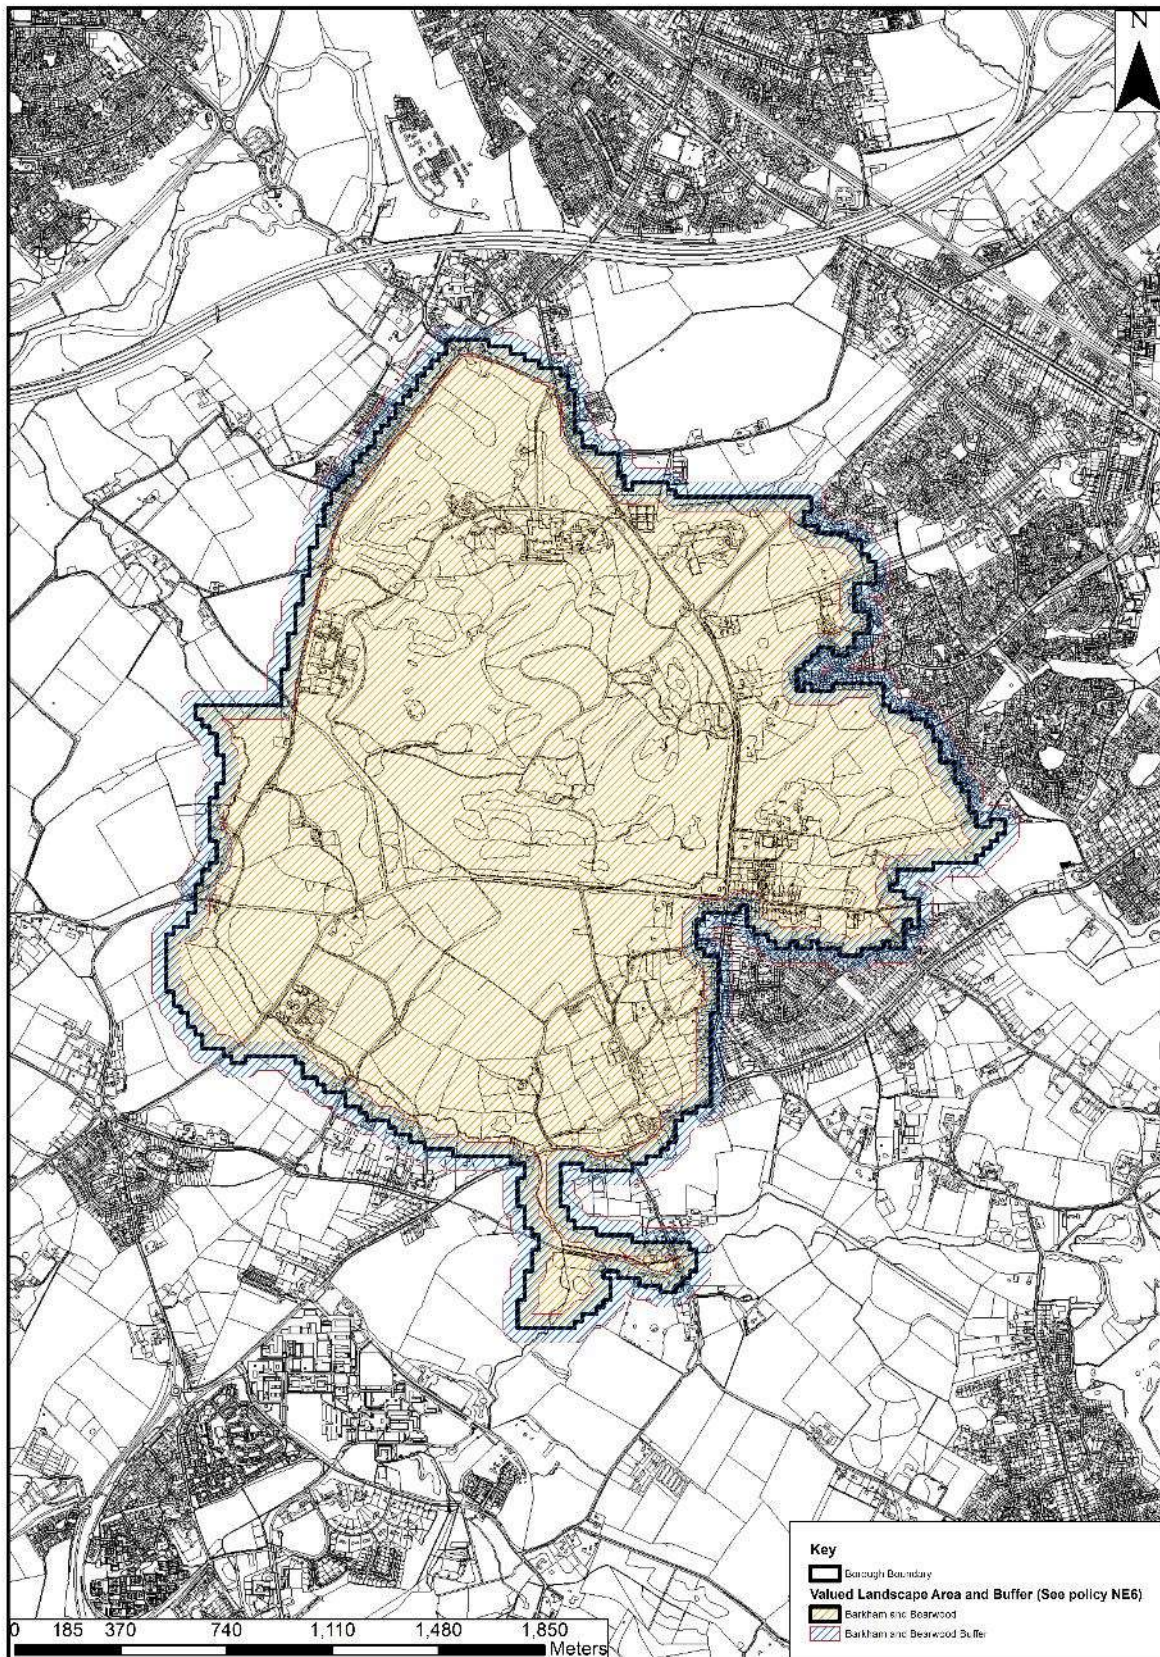 N
Key
Borough Boundary
Valued Landscape Area and Buffer (See policy NE6)
Barkham and Bearwood
Barkham and Bearwood Buffer
0 185 370 740 1,110 1,480 1,850
Meters